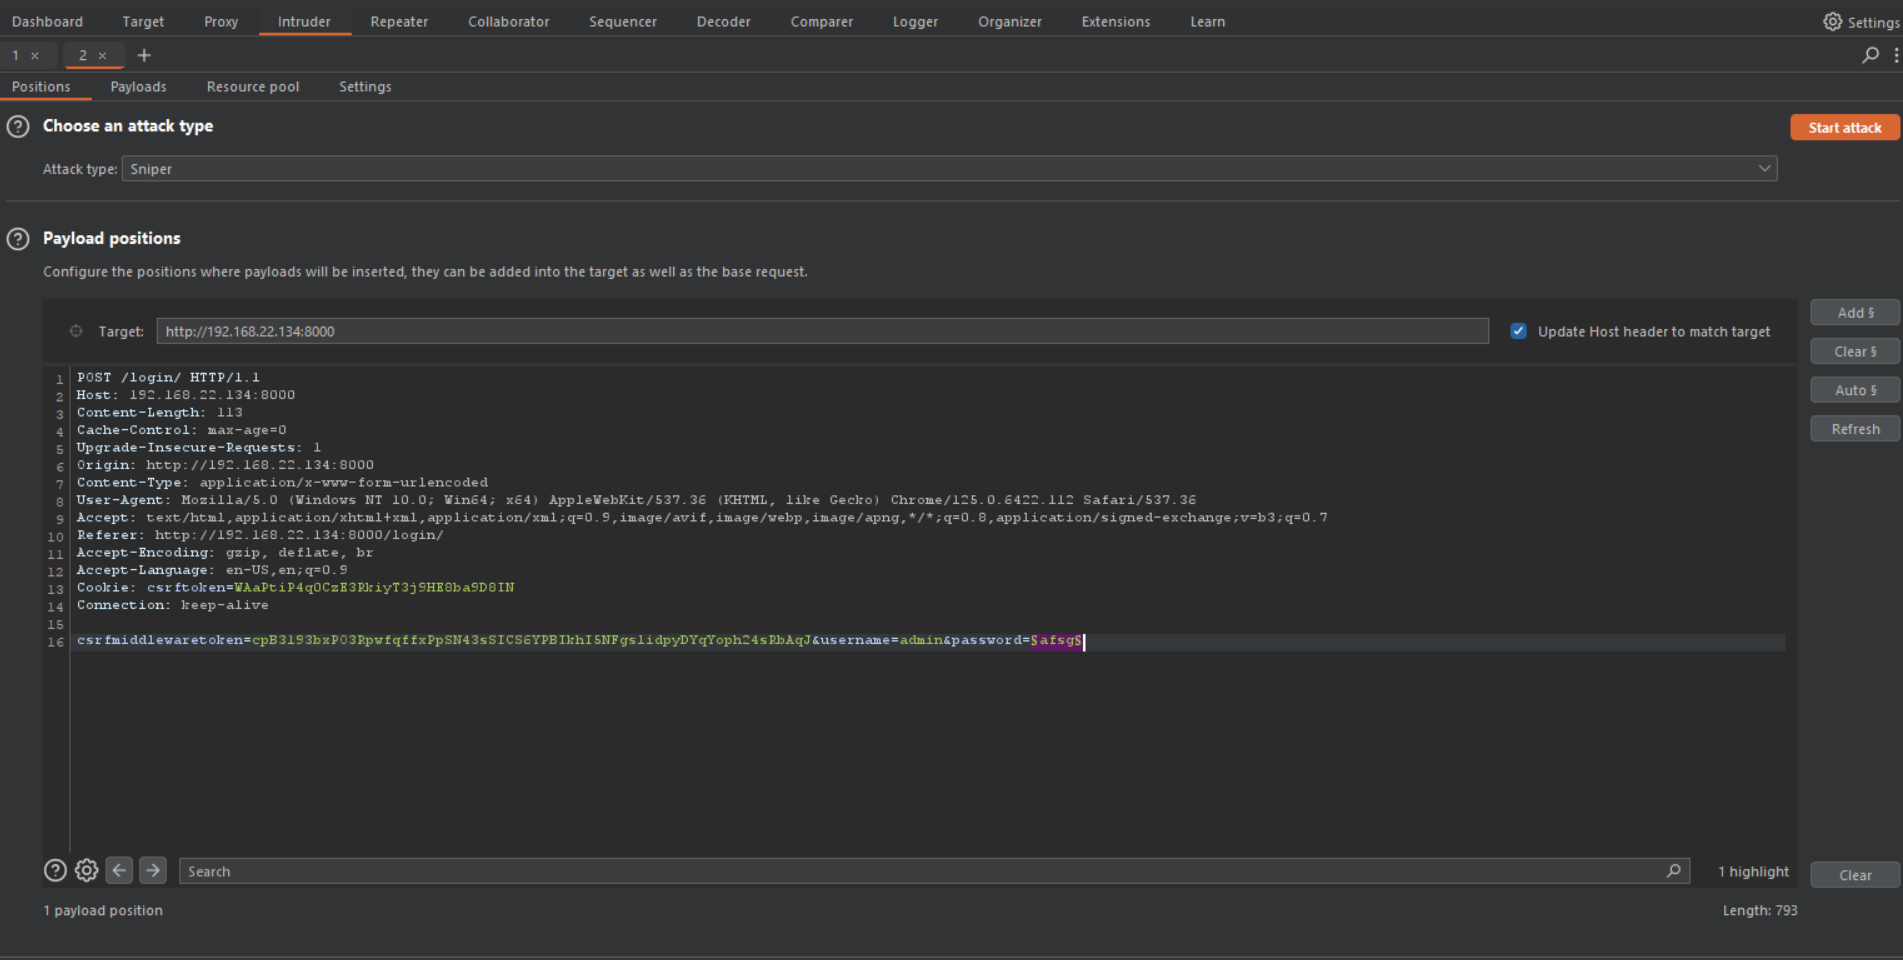 Dashboard Target Proxy Intruder Repeater Collaborator Sequencer Decoder Comparer Logger Organizer Extensions Learn Settings
1 × 2 × +
Positions Payloads Resource pool Settings
? Choose an attack type
Start attack
Attack type: Sniper
? Payload positions
Configure the positions where payloads will be inserted, they can be added into the target as well as the base request.
Target: http://192.168.22.134:8000 Update Host header to match target
Add §
Clear §
Auto §
Refresh
1 POST /login/ HTTP/1.1
2 Host: 192.168.22.134:8000
3 Content-Length: 113
4 Cache-Control: max-age=0
5 Upgrade-Insecure-Requests: 1
6 Origin: http://192.168.22.134:8000
7 Content-Type: application/x-www-form-urlencoded
8 User-Agent: Mozilla/5.0 (Windows NT 10.0; Win64; x64) AppleWebKit/537.36 (KHTML, like Gecko) Chrome/125.0.6422.112 Safari/537.36
9 Accept: text/html,application/xhtml+xml,application/xml;q=0.9,image/avif,image/webp,image/apng,*/*;q=0.8,application/signed-exchange;v=b3;q=0.7
10 Referer: http://192.168.22.134:8000/login/
11 Accept-Encoding: gzip, deflate, br
12 Accept-Language: en-US,en;q=0.9
13 Cookie: csrftoken=WAaPtiP4q0CzE3RkiyT3j9HE8ba9D8IN
14 Connection: keep-alive
15
16 csrfmiddlewaretoken=cpB3l93bxP03RpwfqffxPpSN43sSICS6YPBIkhI5NFgslidpyDYqYoph24sRbAqJ&username=admin&password=§afsg§
? Search 1 highlight Clear
1 payload position Length: 793